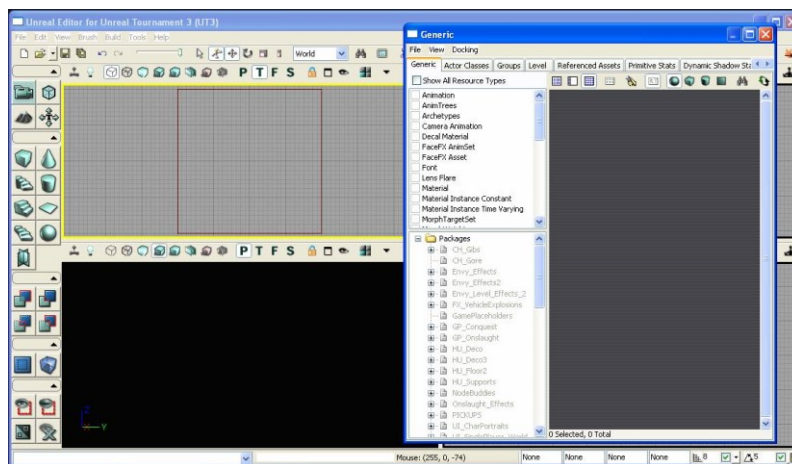 Unreal Editor for Unreal Tournament 3 (UT3)
File Edit View Brush Build Tools Help
World
P T F S
P T F S
Z
Y
Generic
File View Docking
Generic Actor Classes Groups Level Referenced Assets Primitive Stats Dynamic Shadow Sta
Show All Resource Types
Animation
AnimTrees
Archetypes
Camera Animation
Decal Material
FaceFX AnimSet
FaceFX Asset
Font
Lens Flare
Material
Material Instance Constant
Material Instance Time Varying
MorphTargetSet
Packages
CH_Gibs
CH_Gore
Envy_Effects
Envy_Effects2
Envy_Level_Effects_2
FX_VehicleExplosions
GamePlaceholders
GP_Conquest
GP_Onslaught
HU_Deco
HU_Deco3
HU_Floor2
HU_Supports
NodeBuddies
Onslaught_Effects
PICKUPS
UI_CharPortraits
0 Selected, 0 Total
Mouse: (255, 0, -74) None None None None 8 5